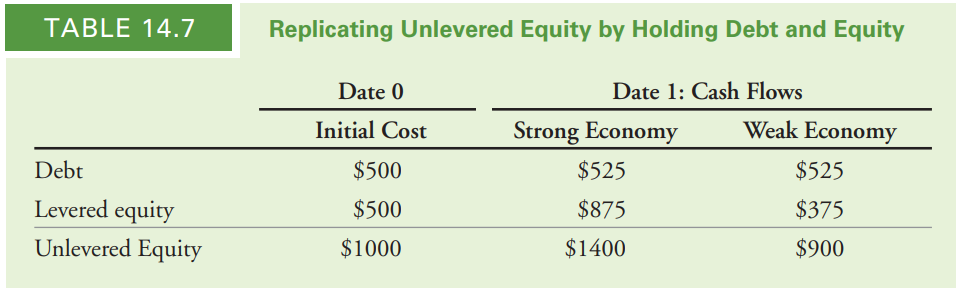 TABLE 14.7 Replicating Unlevered Equity by Holding Debt and Equity
Date 0 Date 1: Cash Flows
Initial Cost Strong Economy Weak Economy
Debt $500 $525 $525
Levered equity $500 $875 $375
Unlevered Equity $1000 $1400 $900